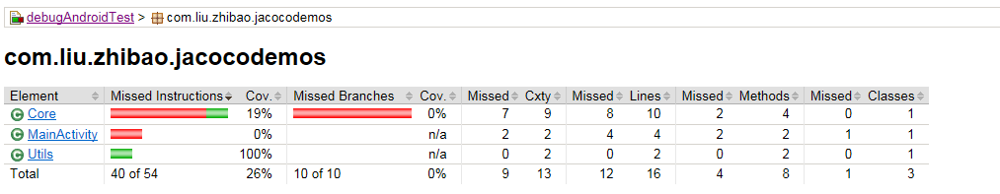 debugAndroidTest > com.liu.zhibao.jacocodemos
com.liu.zhibao.jacocodemos
Element Missed Instructions Cov. Missed Branches Cov. Missed Cxty Missed Lines Missed Methods Missed Classes
Core 19% 0% 7 9 8 10 2 4 0 1
MainActivity 0% n/a 2 2 4 4 2 2 1 1
Utils 100% n/a 0 2 0 2 0 2 0 1
Total 40 of 54 26% 10 of 10 0% 9 13 12 16 4 8 1 3